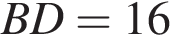 BD = 16